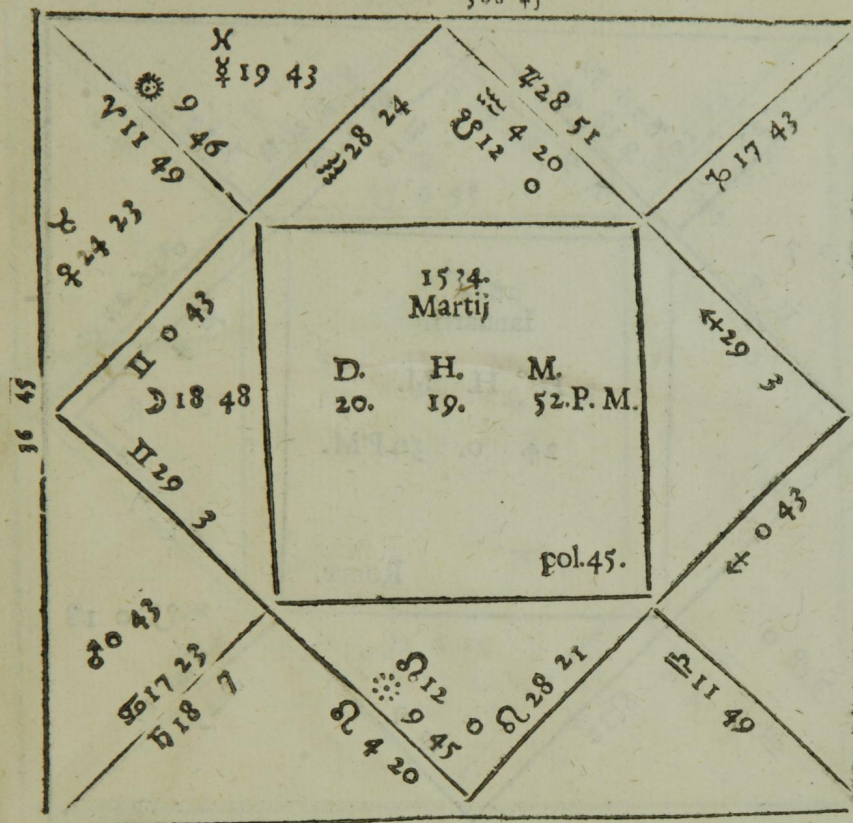 ♓
☿ 19 43
☉ 9 46
♈ 11 49
♒ 28 24
♃ 28 51
♒ 4 20
☋ 12 0
♑ 17 43
♉
♀ 24 23
♊ 0 43
☽ 18 48
♊ 29 3
1534.
Martij
D. H. M.
20. 19. 52. P. M.
pol. 45.
♐ 29 3
♐ 0 43
♂ 0 43
♋ 17 23
♄ 18 7
♌ 4 20
☊ 12 0
9 45
♌ 28 21
♎ 11 49